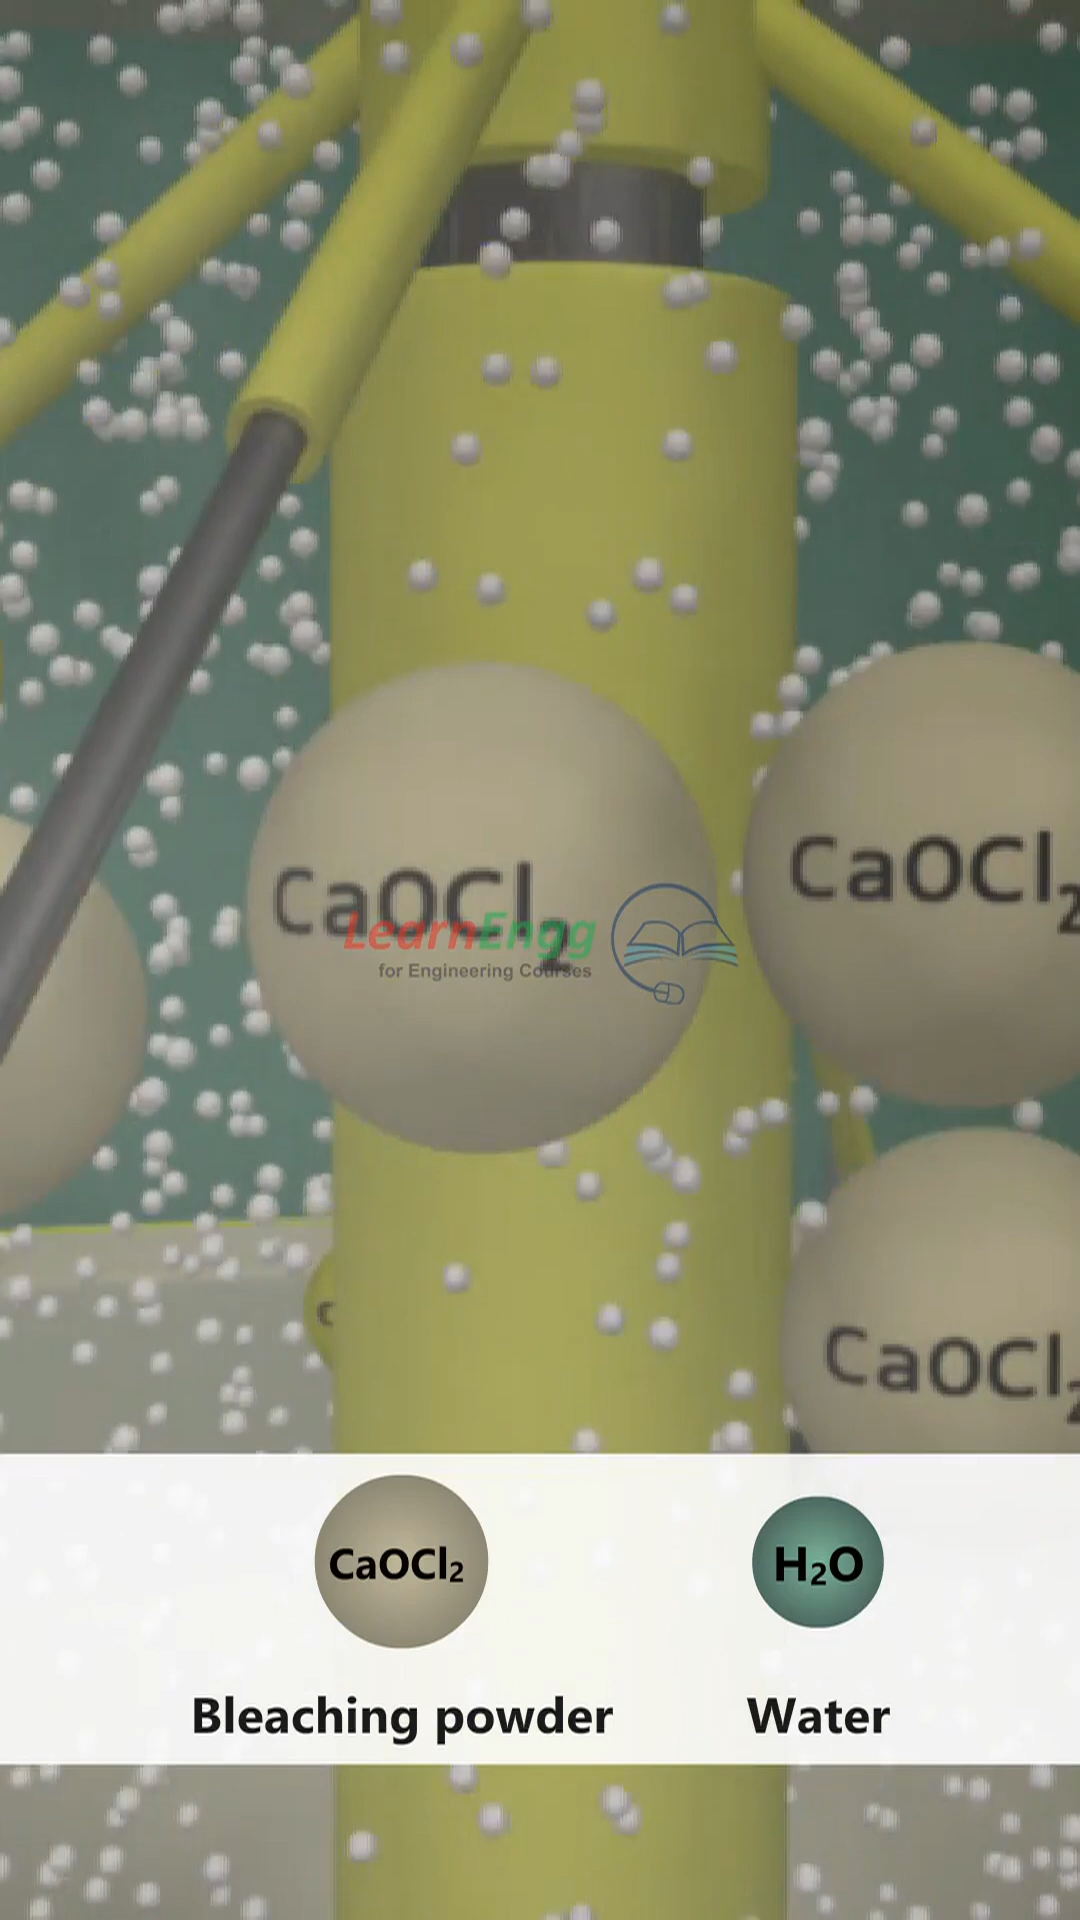 CaOCl₂
CaOCl₂
LearnEngg
for Engineering Courses
C
CaOCl₂
CaOCl₂
H₂O
Bleaching powder
Water